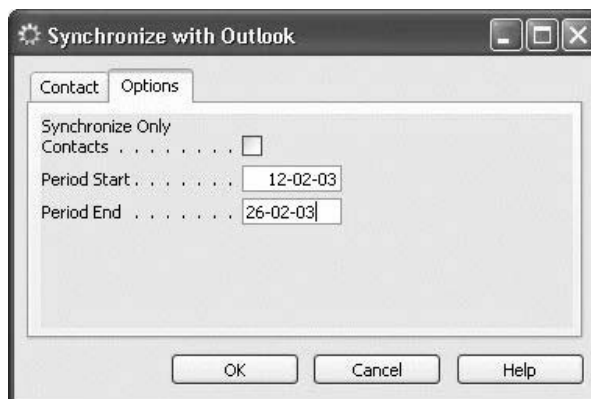 Synchronize with Outlook
Contact Options
Synchronize Only
Contacts . . . . . . . .
Period Start . . . . . . . 12-02-03
Period End . . . . . . . 26-02-03
OK Cancel Help